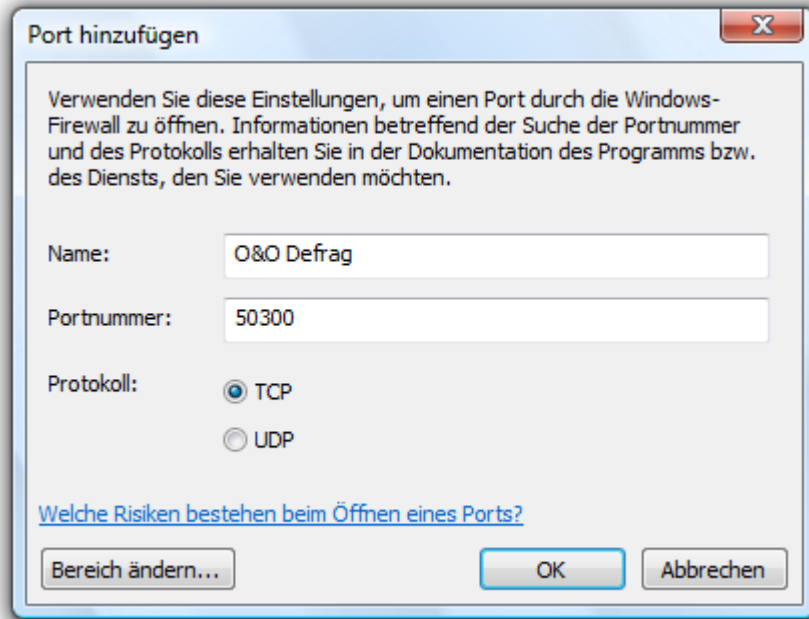 Port hinzufügen
Verwenden Sie diese Einstellungen, um einen Port durch die Windows-
Firewall zu öffnen. Informationen betreffend der Suche der Portnummer
und des Protokolls erhalten Sie in der Dokumentation des Programms bzw.
des Diensts, den Sie verwenden möchten.
Name: O&O Defrag
Portnummer: 50300
Protokoll: TCP
UDP
Welche Risiken bestehen beim Öffnen eines Ports?
Bereich ändern... OK Abbrechen